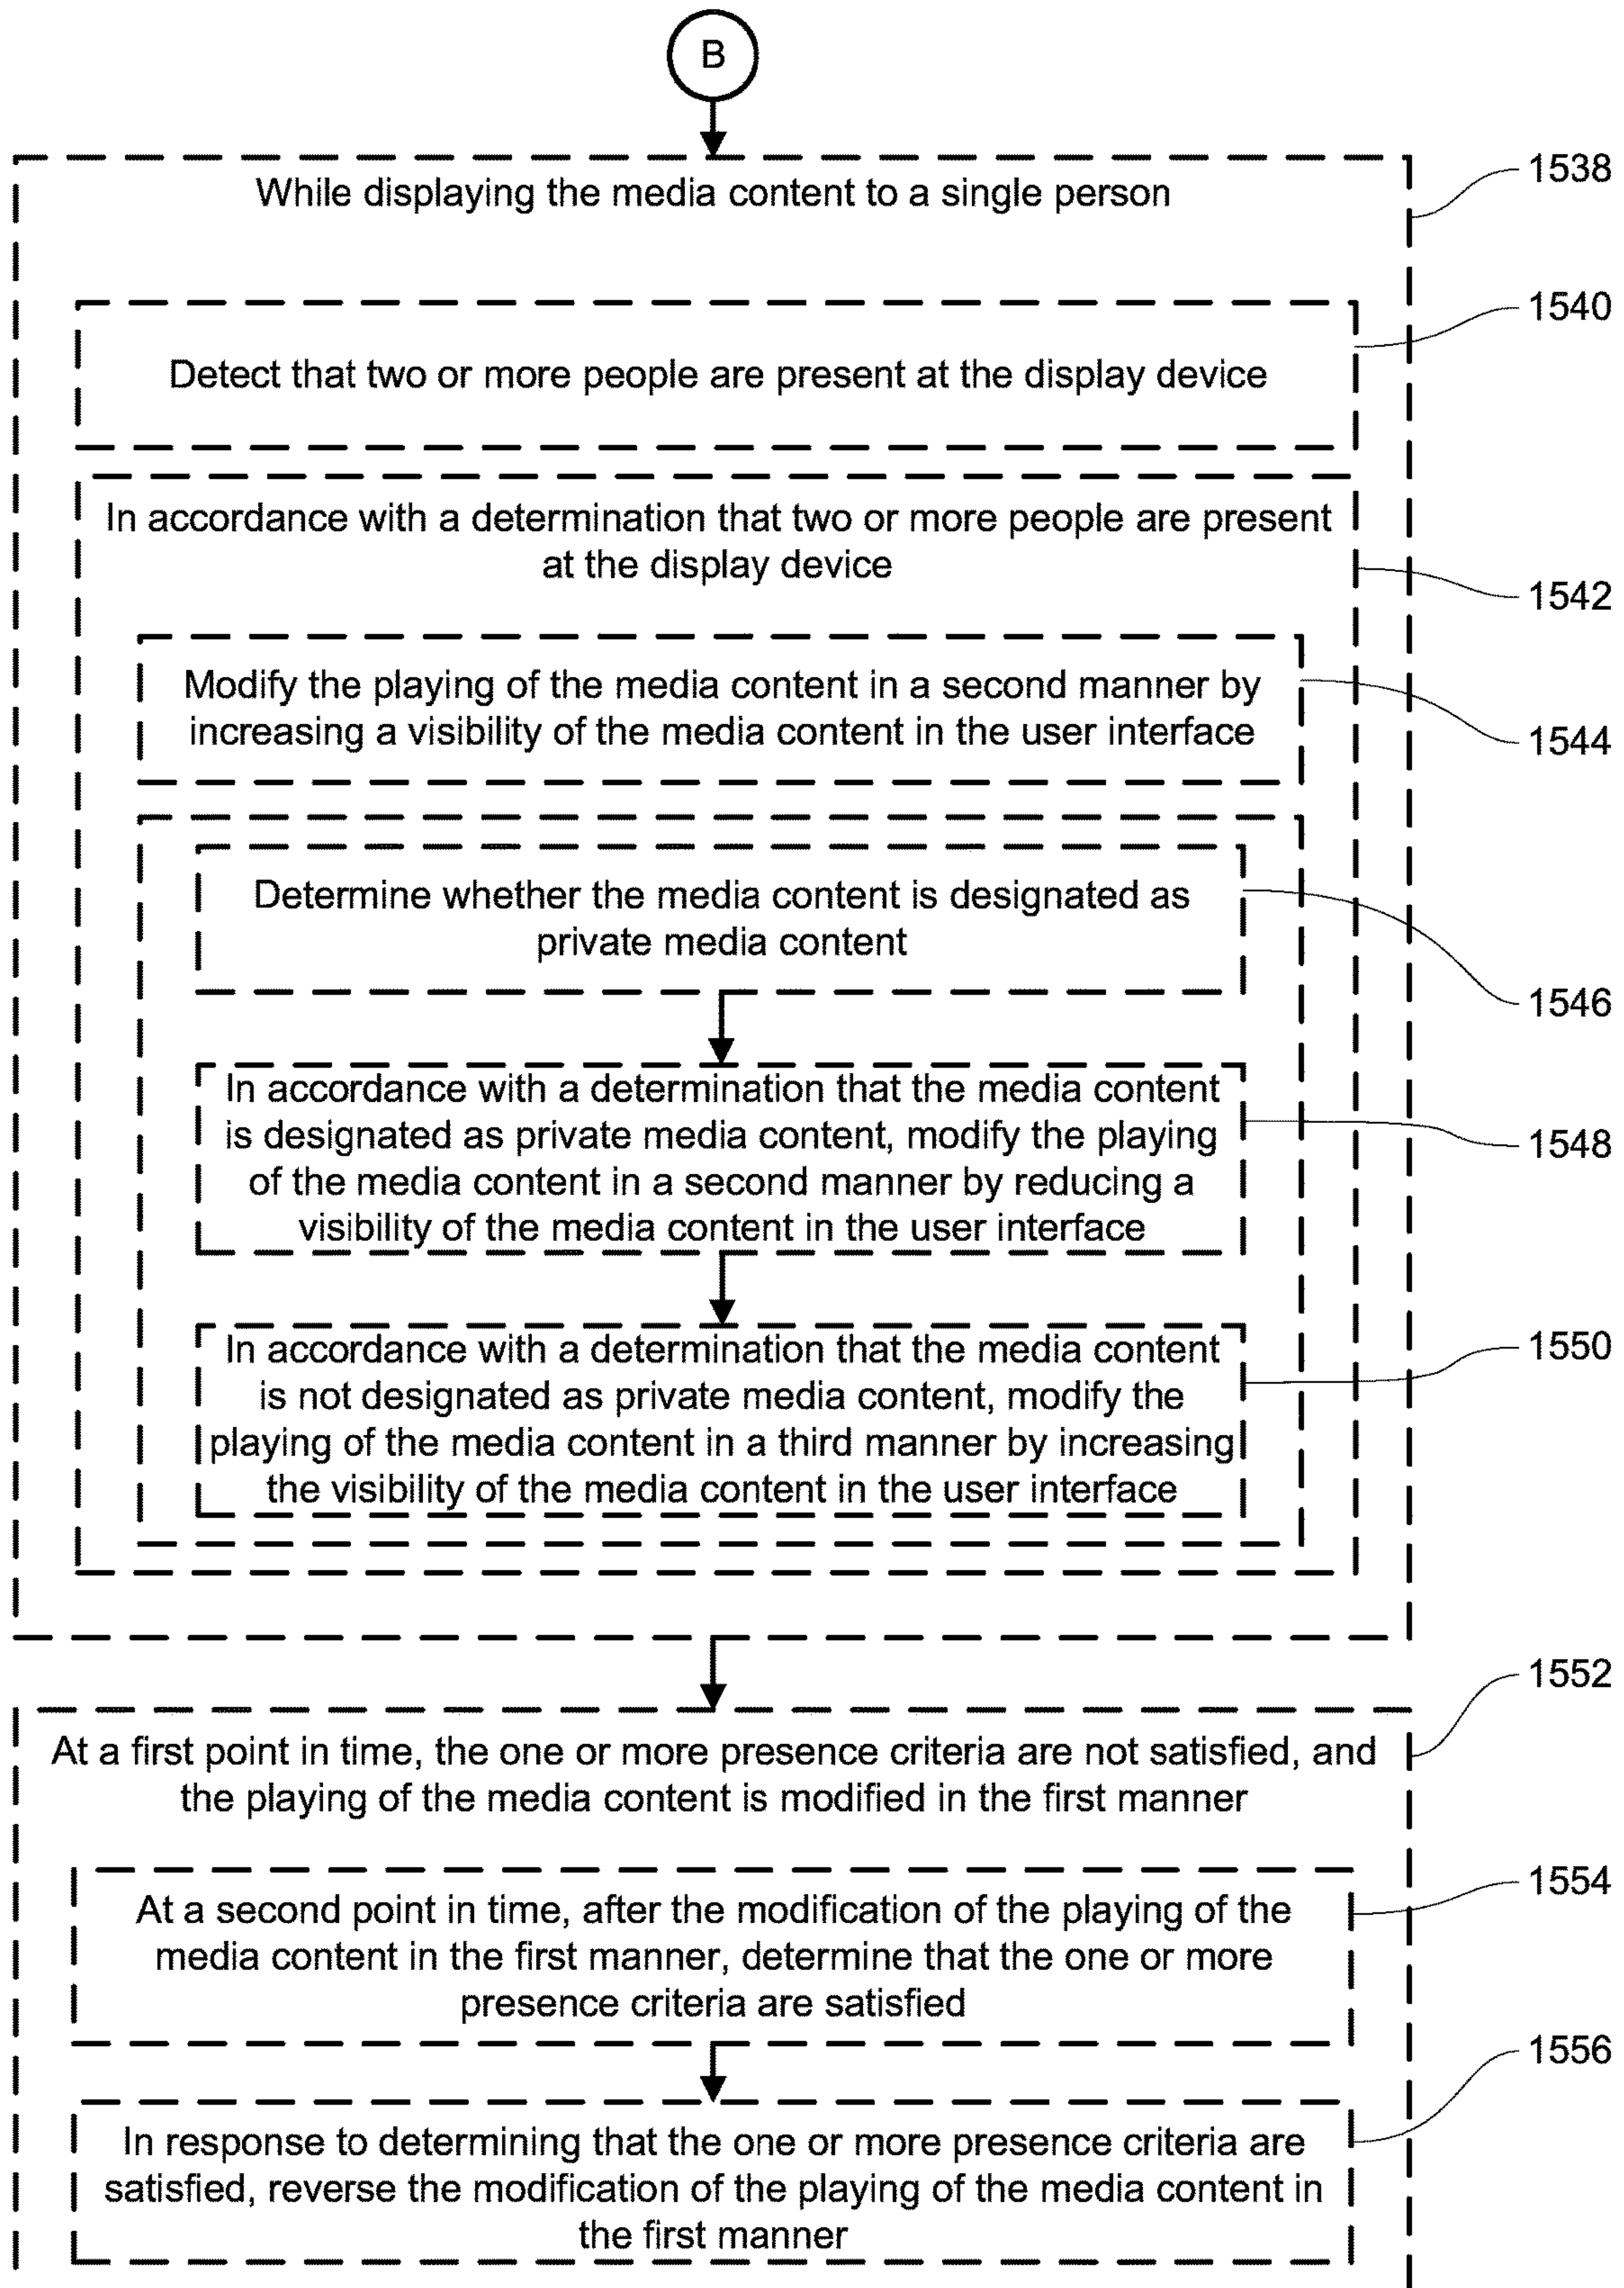 B
While displaying the media content to a single person
1538
1540
Detect that two or more people are present at the display device
In accordance with a determination that two or more people are present
at the display device
1542
Modify the playing of the media content in a second manner by
increasing a visibility of the media content in the user interface
1544
Determine whether the media content is designated as
private media content
1546
In accordance with a determination that the media content
is designated as private media content, modify the playing
of the media content in a second manner by reducing a
visibility of the media content in the user interface
1548
In accordance with a determination that the media content
is not designated as private media content, modify the
playing of the media content in a third manner by increasing
the visibility of the media content in the user interface
1550
1552
At a first point in time, the one or more presence criteria are not satisfied, and
the playing of the media content is modified in the first manner
1554
At a second point in time, after the modification of the playing of the
media content in the first manner, determine that the one or more
presence criteria are satisfied
1556
In response to determining that the one or more presence criteria are
satisfied, reverse the modification of the playing of the media content in
the first manner